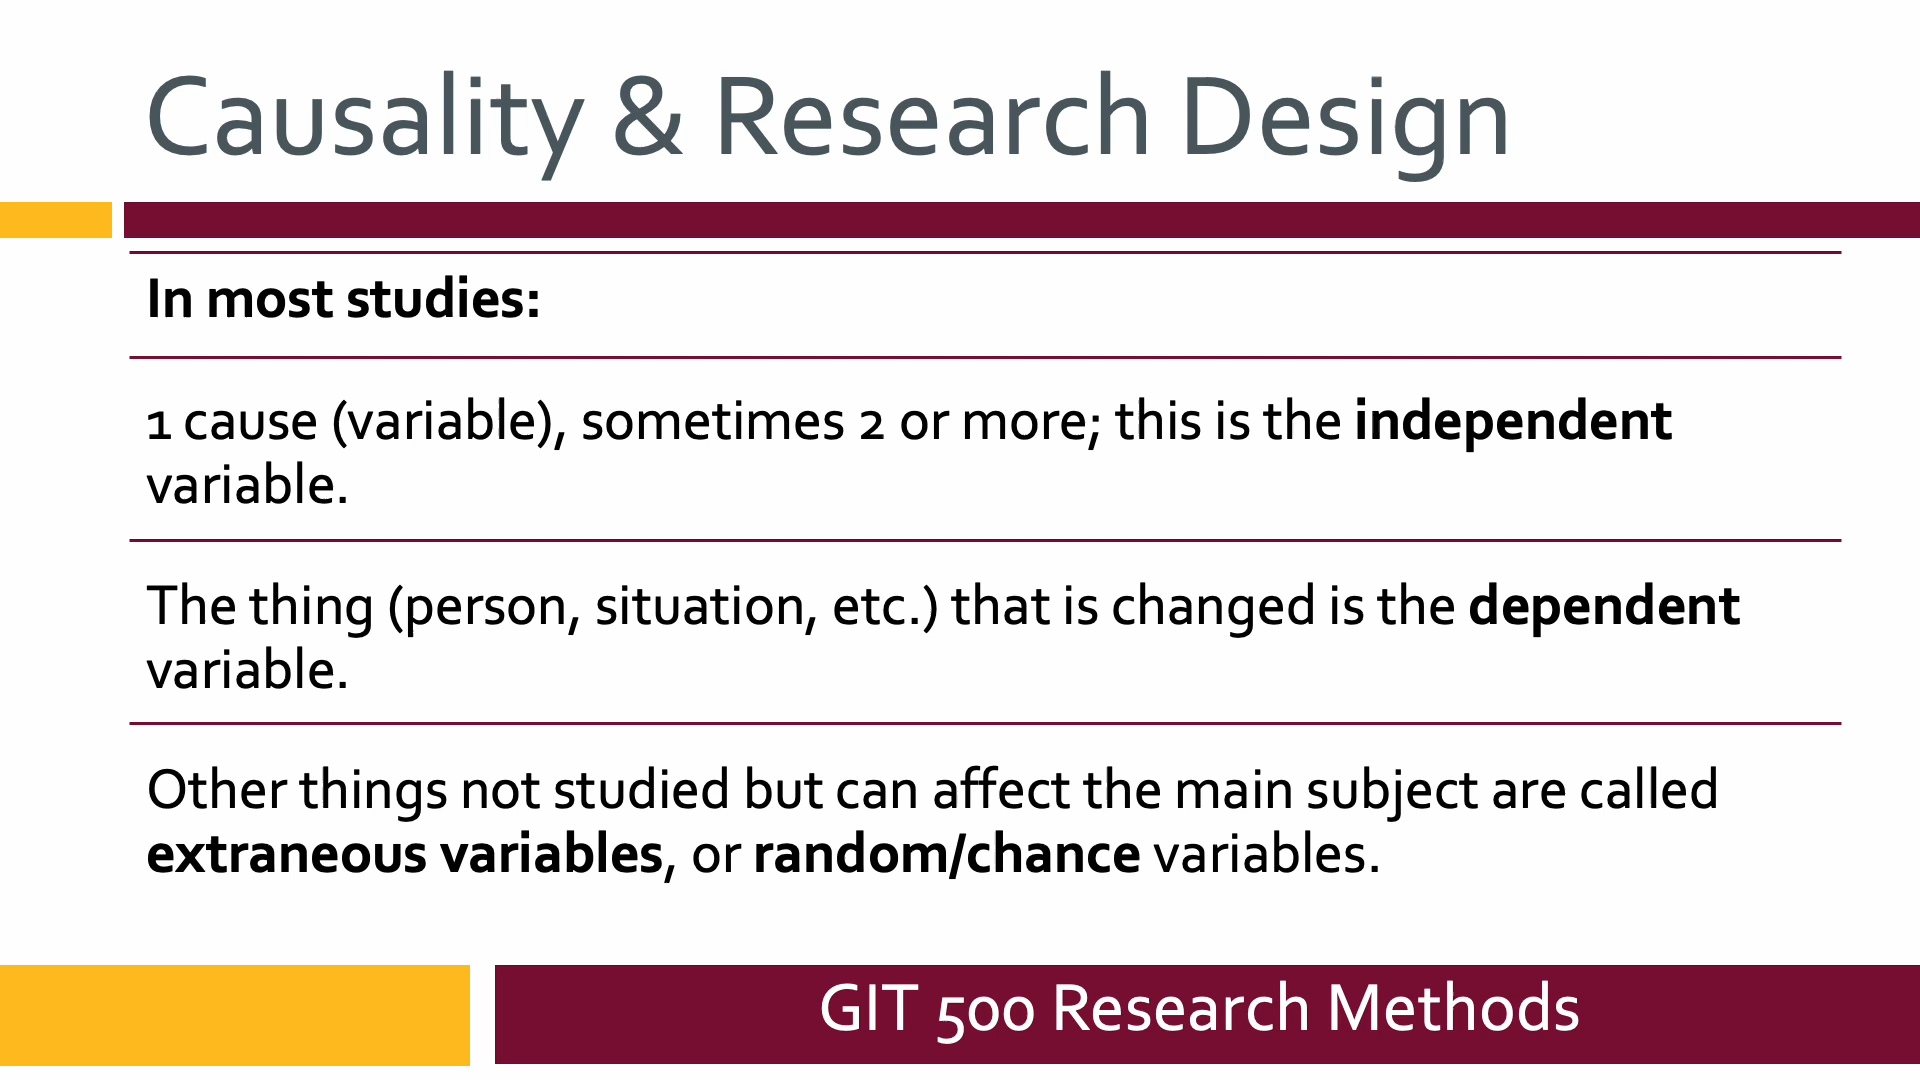 Causality & Research Design
In most studies:
1 cause (variable), sometimes 2 or more; this is the independent
variable.
The thing (person, situation, etc.) that is changed is the dependent
variable.
Other things not studied but can affect the main subject are called
extraneous variables, or random/chance variables.
GIT 500 Research Methods